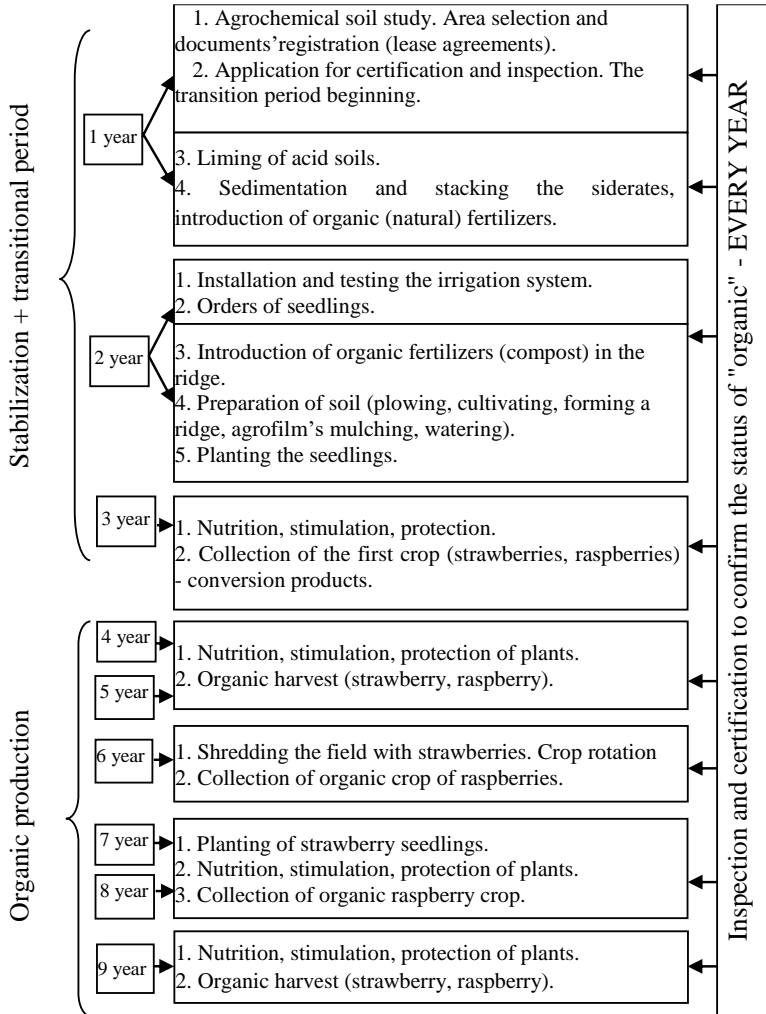 Stabilization + transitional period
1 year
1. Agrochemical soil study. Area selection and
documents’registration (lease agreements).
2. Application for certification and inspection. The
transition period beginning.
3. Liming of acid soils.
4. Sedimentation and stacking the siderates,
introduction of organic (natural) fertilizers.
2 year
1. Installation and testing the irrigation system.
2. Orders of seedlings.
3. Introduction of organic fertilizers (compost) in the
ridge.
4. Preparation of soil (plowing, cultivating, forming a
ridge, agrofilm’s mulching, watering).
5. Planting the seedlings.
3 year
1. Nutrition, stimulation, protection.
2. Collection of the first crop (strawberries, raspberries)
- conversion products.
Organic production
4 year
5 year
1. Nutrition, stimulation, protection of plants.
2. Organic harvest (strawberry, raspberry).
6 year
1. Shredding the field with strawberries. Crop rotation
2. Collection of organic crop of raspberries.
7 year
8 year
1. Planting of strawberry seedlings.
2. Nutrition, stimulation, protection of plants.
3. Collection of organic raspberry crop.
9 year
1. Nutrition, stimulation, protection of plants.
2. Organic harvest (strawberry, raspberry).
Inspection and certification to confirm the status of "organic" - EVERY YEAR